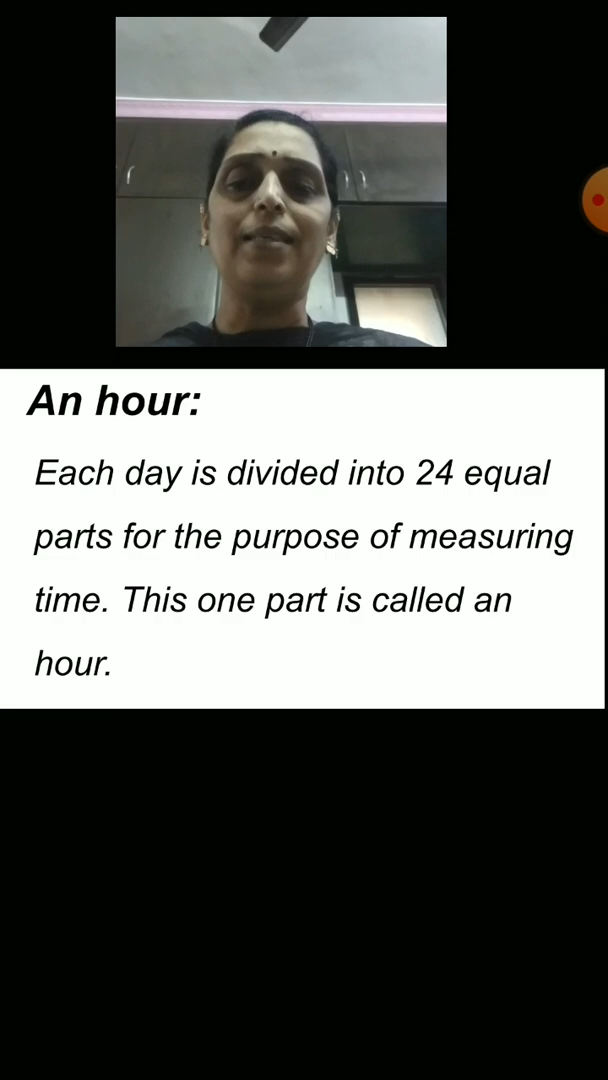 An hour:
Each day is divided into 24 equal
parts for the purpose of measuring
time. This one part is called an
hour.